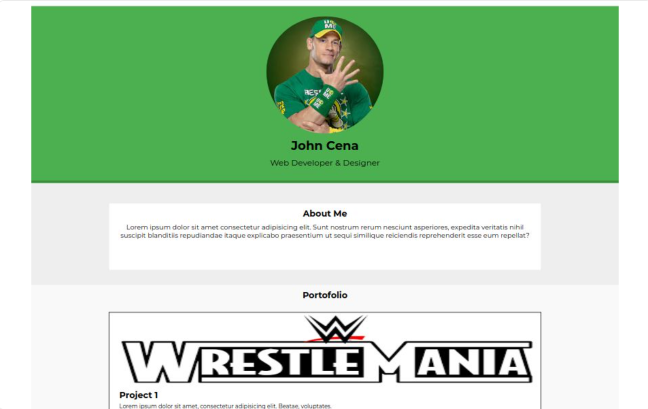 John Cena
Web Developer & Designer
About Me
Lorem ipsum dolor sit amet consectetur adipisicing elit. Sunt nostrum rerum nesciunt asperiores, expedita veritatis nihil
suscipit blanditiis repudiandae itaque explicabo praesentium ut sequi similique reiciendis reprehenderit esse eum repellat?
Portofolio
WRESTLEMANIA
Project 1
Lorem ipsum dolor sit amet, consectetur adipisicing elit. Beatae, voluptates.